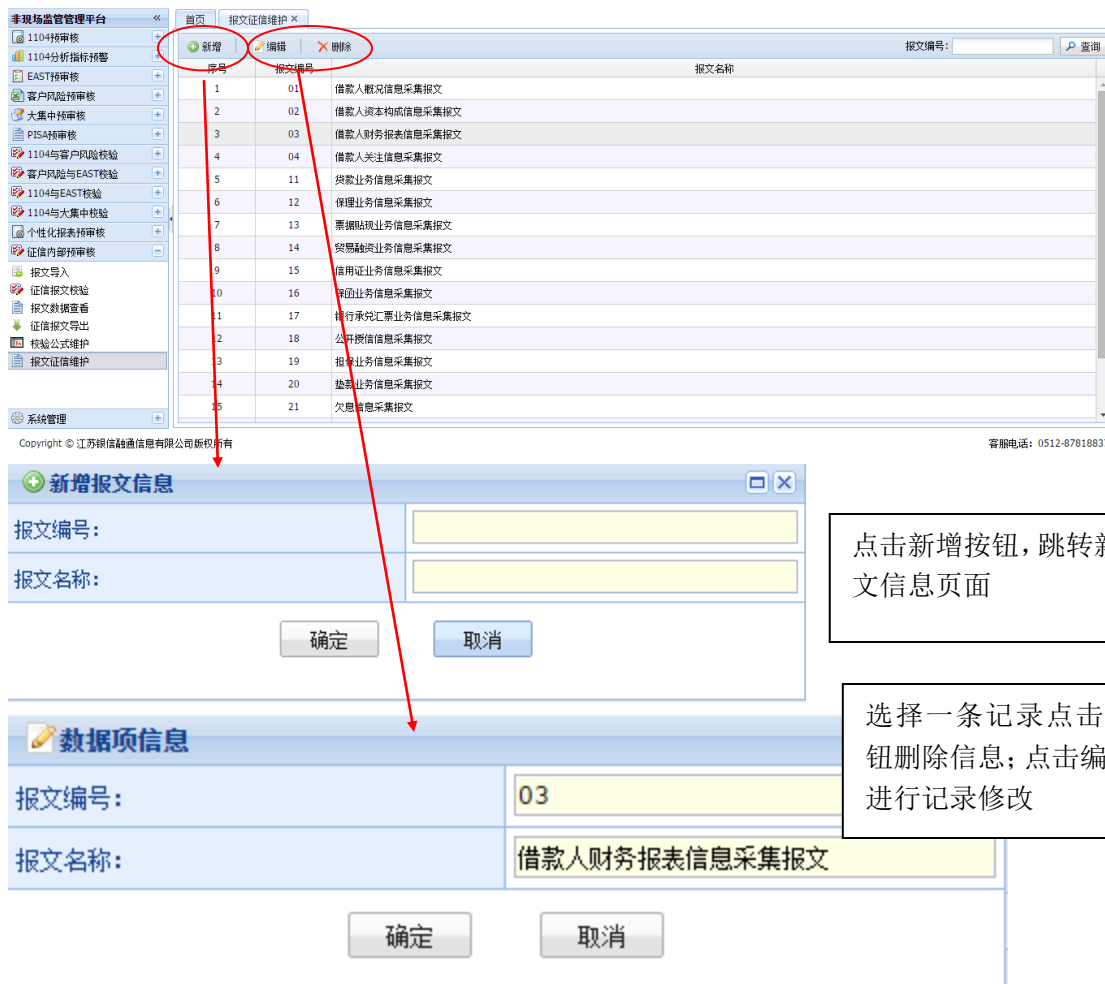 非现场监管管理平台 «
首页 报文征信维护 ×
1104预审核
1104分析指标预警
EAST预审核
客户风险预审核
大集中预审核
PISA预审核
1104与客户风险校验
客户风险与EAST校验
1104与EAST校验
1104与大集中校验
个性化报表预审核
征信内部预审核
报文导入
征信报文校验
报文数据查看
征信报文导出
校验公式维护
报文征信维护
系统管理
新增 编辑 删除 报文编号: 查询
序号 报文编号 报文名称
1 01 借款人概况信息采集报文
2 02 借款人资本构成信息采集报文
3 03 借款人财务报表信息采集报文
4 04 借款人关注信息采集报文
5 11 贷款业务信息采集报文
6 12 保理业务信息采集报文
7 13 票据贴现业务信息采集报文
8 14 贸易融资业务信息采集报文
9 15 信用证业务信息采集报文
10 16 保函业务信息采集报文
11 17 银行承兑汇票业务信息采集报文
12 18 公开授信信息采集报文
13 19 担保业务信息采集报文
14 20 垫款业务信息采集报文
15 21 欠息信息采集报文
Copyright © 江苏银信融通信息有限公司版权所有 客服电话: 0512-8781883
新增报文信息
报文编号:
报文名称:
确定 取消
点击新增按钮，跳转新
文信息页面
数据项信息
报文编号: 03
报文名称: 借款人财务报表信息采集报文
确定 取消
选择一条记录点击
钮删除信息；点击编
进行记录修改